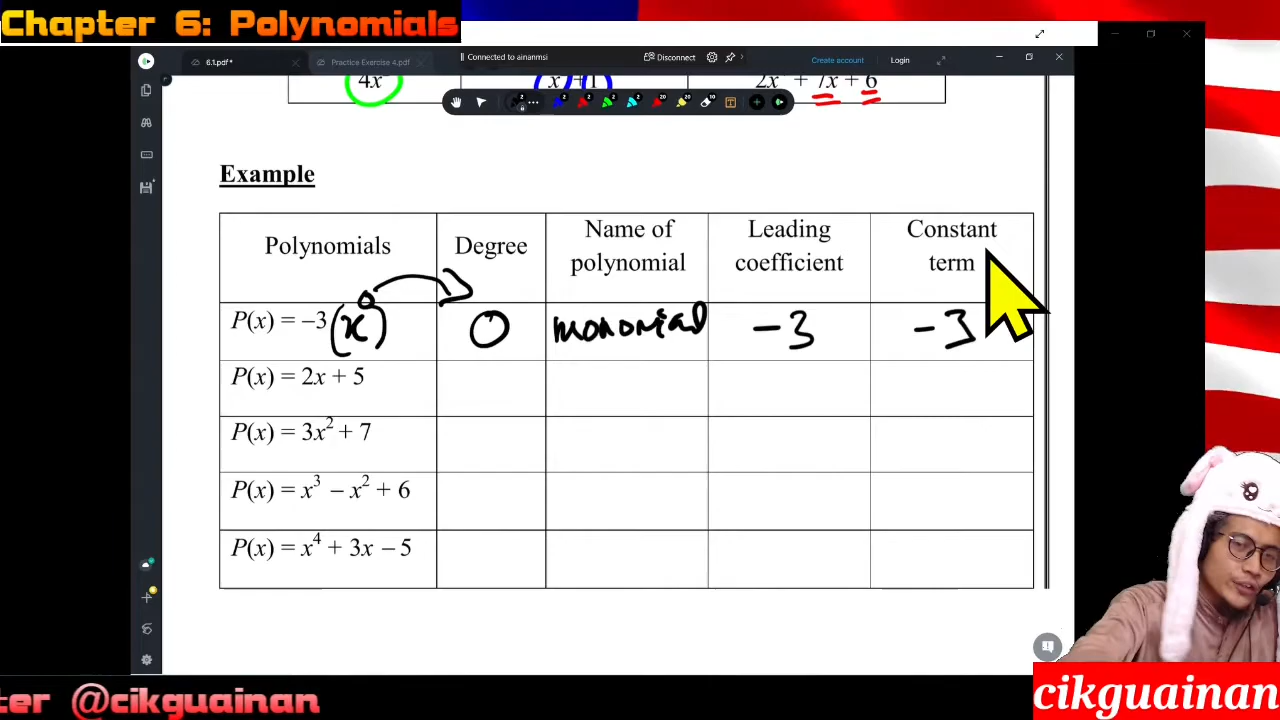 Chapter 6: Polynomials
6.1.pdf*
Practice Exercise 4.pdf
Connected to ainanmsi
Disconnect
Create account
Login
4x
x + 1
2x + 7x + 6
Example
Polynomials
Degree
Name of polynomial
Leading coefficient
Constant term
P(x) = −3 (x⁰)
0
monomial
−3
−3
P(x) = 2x + 5
P(x) = 3x² + 7
P(x) = x³ − x² + 6
P(x) = x⁴ + 3x − 5
ter @cikguainan
cikguainan